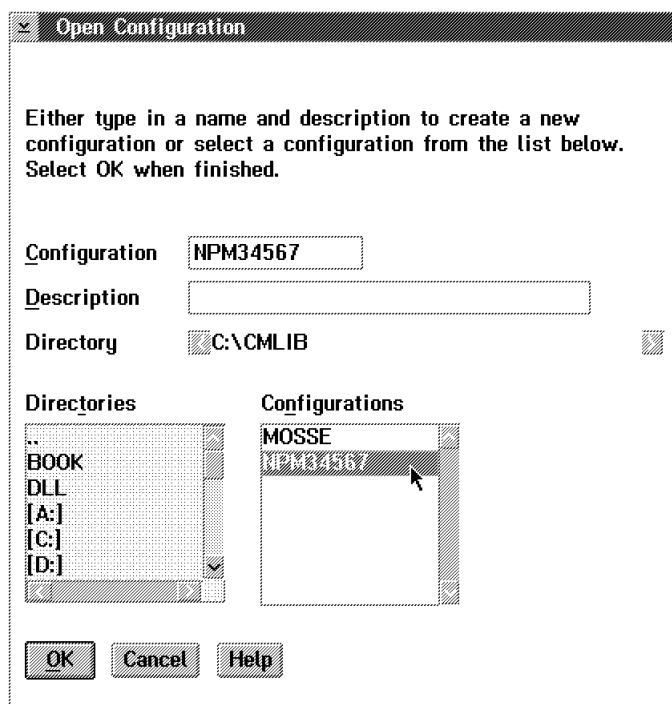 Open Configuration
Either type in a name and description to create a new
configuration or select a configuration from the list below.
Select OK when finished.
Configuration NPM34567
Description
Directory C:\CMLIB
Directories
..
BOOK
DLL
[A:]
[C:]
[D:]
Configurations
MOSSE
NPM34567
OK Cancel Help